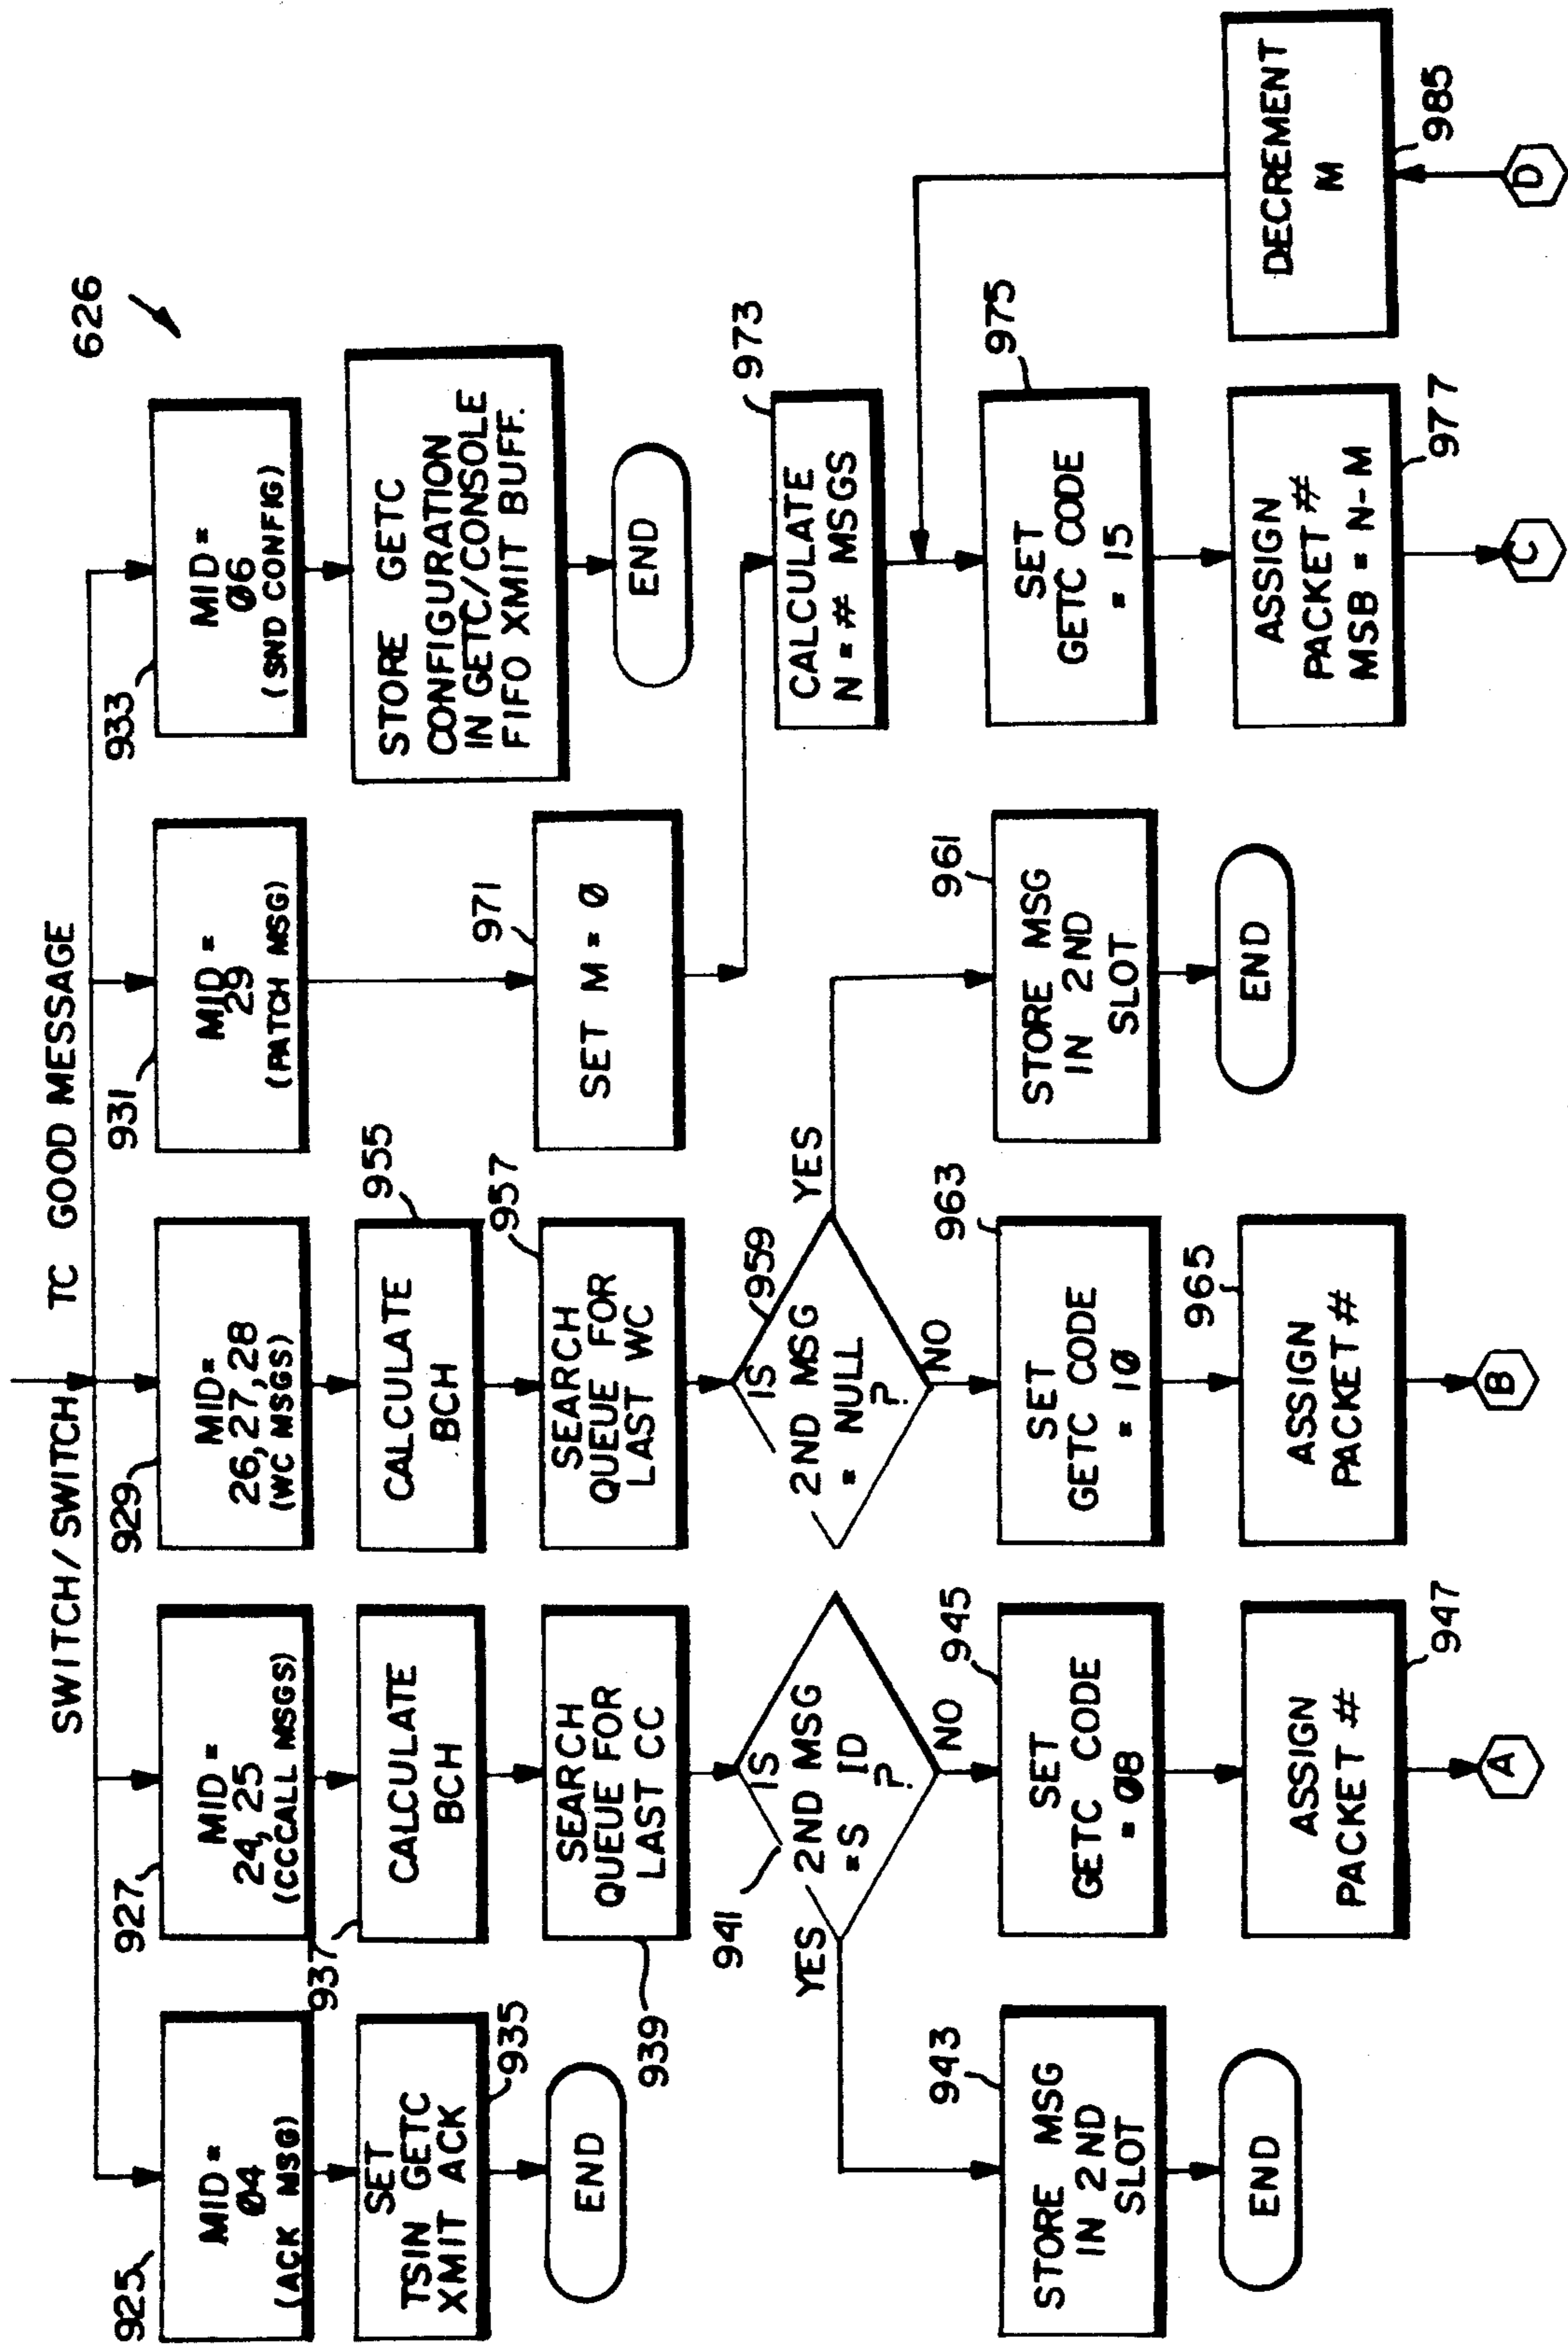 626
SWITCH/SWITCH TC GOOD MESSAGE
925
MID =
04
(ACK MSG)
927
MID =
24, 25
(CCCALL MSGS)
929
MID=
26, 27, 28
(WC MSGS)
931
MID =
29
(PATCH MSG)
933
MID=
06
(SND CONFIG)
SET
TSIN GETC
XMIT ACK
935
END
937
CALCULATE
BCH
SEARCH
QUEUE FOR
LAST CC
939
IS
2ND MSG
=S ID
?
941
YES
NO
943
STORE MSG
IN 2ND
SLOT
END
945
SET
GETC CODE
= 08
ASSIGN
PACKET #
947
A
955
CALCULATE
BCH
957
SEARCH
QUEUE FOR
LAST WC
959
IS
2ND MSG
= NULL
?
YES
NO
961
STORE MSG
IN 2ND
SLOT
END
963
SET
GETC CODE
= 10
965
ASSIGN
PACKET #
B
971
SET M = 0
STORE GETC
CONFIGURATION
IN GETC/CONSOLE
FIFO XMIT BUFF.
END
973
CALCULATE
N = # MSGS
975
SET
GETC CODE
= 15
ASSIGN
PACKET #
MSB = N-M
977
C
DECREMENT
M
985
D